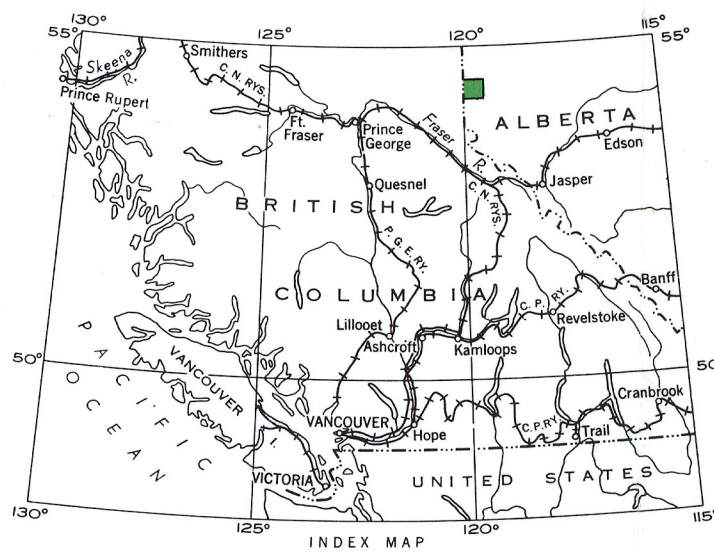 130°
125°
120°
115°
55°
55°
Smithers
Skeena
R.
C. N. RYS.
Prince Rupert
Ft.
Fraser
Prince
George
Fraser
R.
ALBERTA
Edson
Jasper
Quesnel
C. N. RYS.
BRITISH
P. G. E. RY.
COLUMBIA
Banff
C. P. RY.
Revelstoke
Lillooet
Ashcroft
Kamloops
PACIFIC
OCEAN
VANCOUVER
I.
50°
50
Cranbrook
VANCOUVER
Hope
C.P.RY.
Trail
VICTORIA
UNITED STATES
130°
125°
120°
115°
INDEX MAP